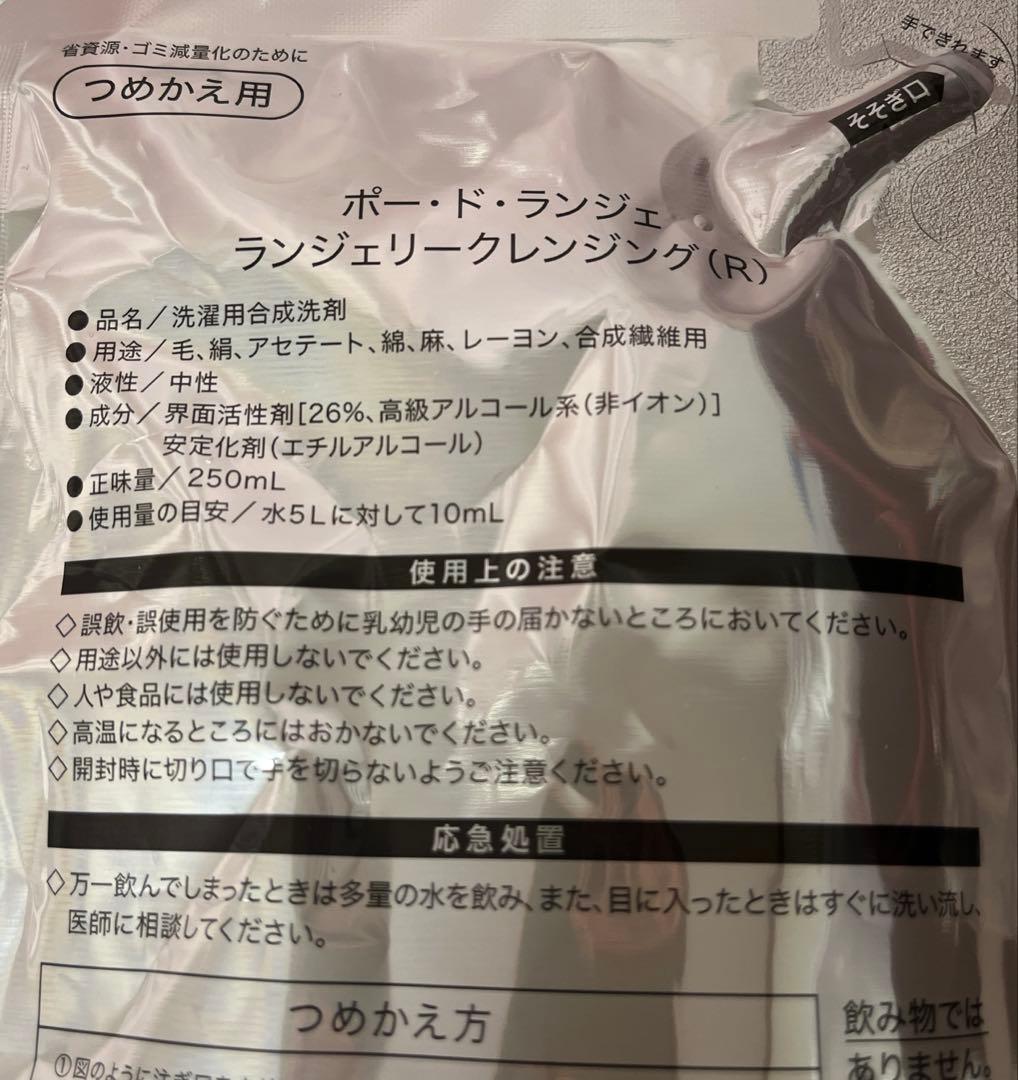 省資源・ゴミ減量化のために
つめかえ用
手できれます
そそぎ口
ポー・ド・ランジェ
ランジェリークレンジング(R)
●品名/洗濯用合成洗剤
●用途/毛、絹、アセテート、綿、麻、レーヨン、合成繊維用
●液性/中性
●成分/界面活性剤[26%、高級アルコール系(非イオン)]
安定化剤(エチルアルコール)
●正味量/250mL
●使用量の目安/水5Lに対して10mL
使用上の注意
◇誤飲・誤使用を防ぐために乳幼児の手の届かないところにおいてください。
◇用途以外には使用しないでください。
◇人や食品には使用しないでください。
◇高温になるところにはおかないでください。
◇開封時に切り口で手を切らないようご注意ください。
応急処置
◇万一飲んでしまったときは多量の水を飲み、また、目に入ったときはすぐに洗い流し、
医師に相談してください。
つめかえ方
飲み物では
ありません。
①図のように注ぎ口を